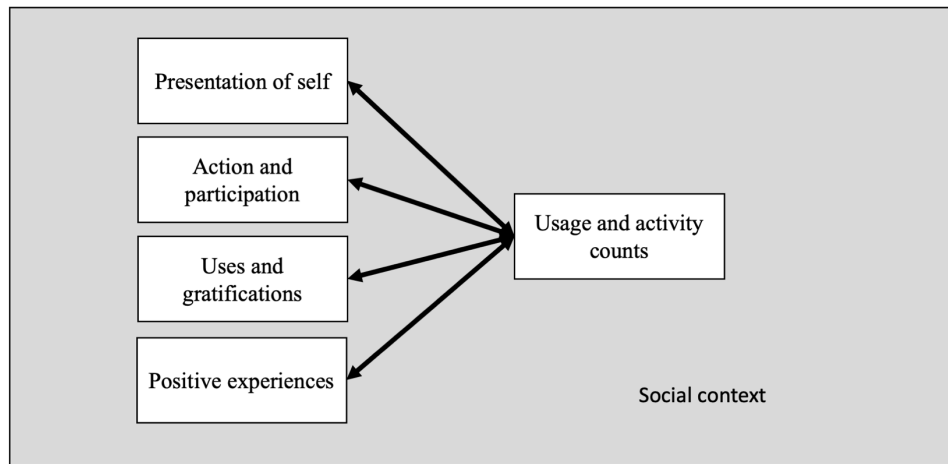 Presentation of self
Action and
participation
Uses and
gratifications
Positive experiences
Usage and activity
counts
Social context